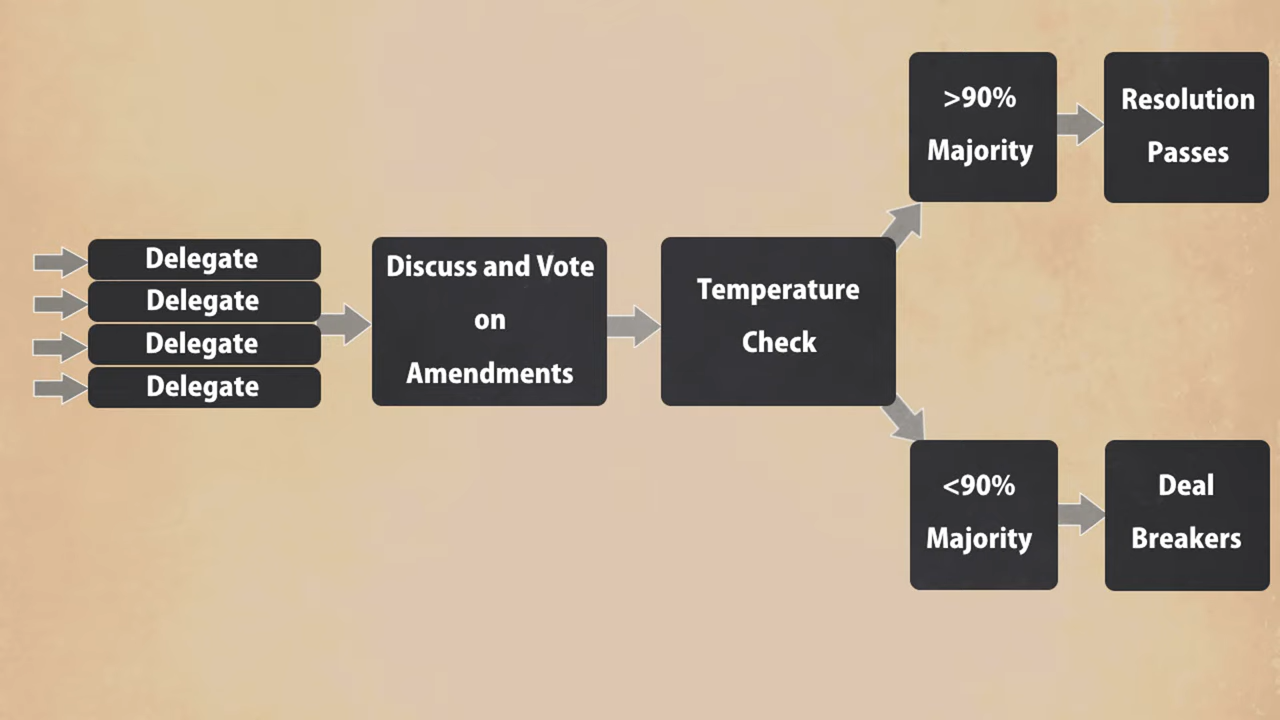 Delegate
Delegate
Delegate
Delegate
Discuss and Vote
on
Amendments
Temperature
Check
>90%
Majority
Resolution
Passes
<90%
Majority
Deal
Breakers